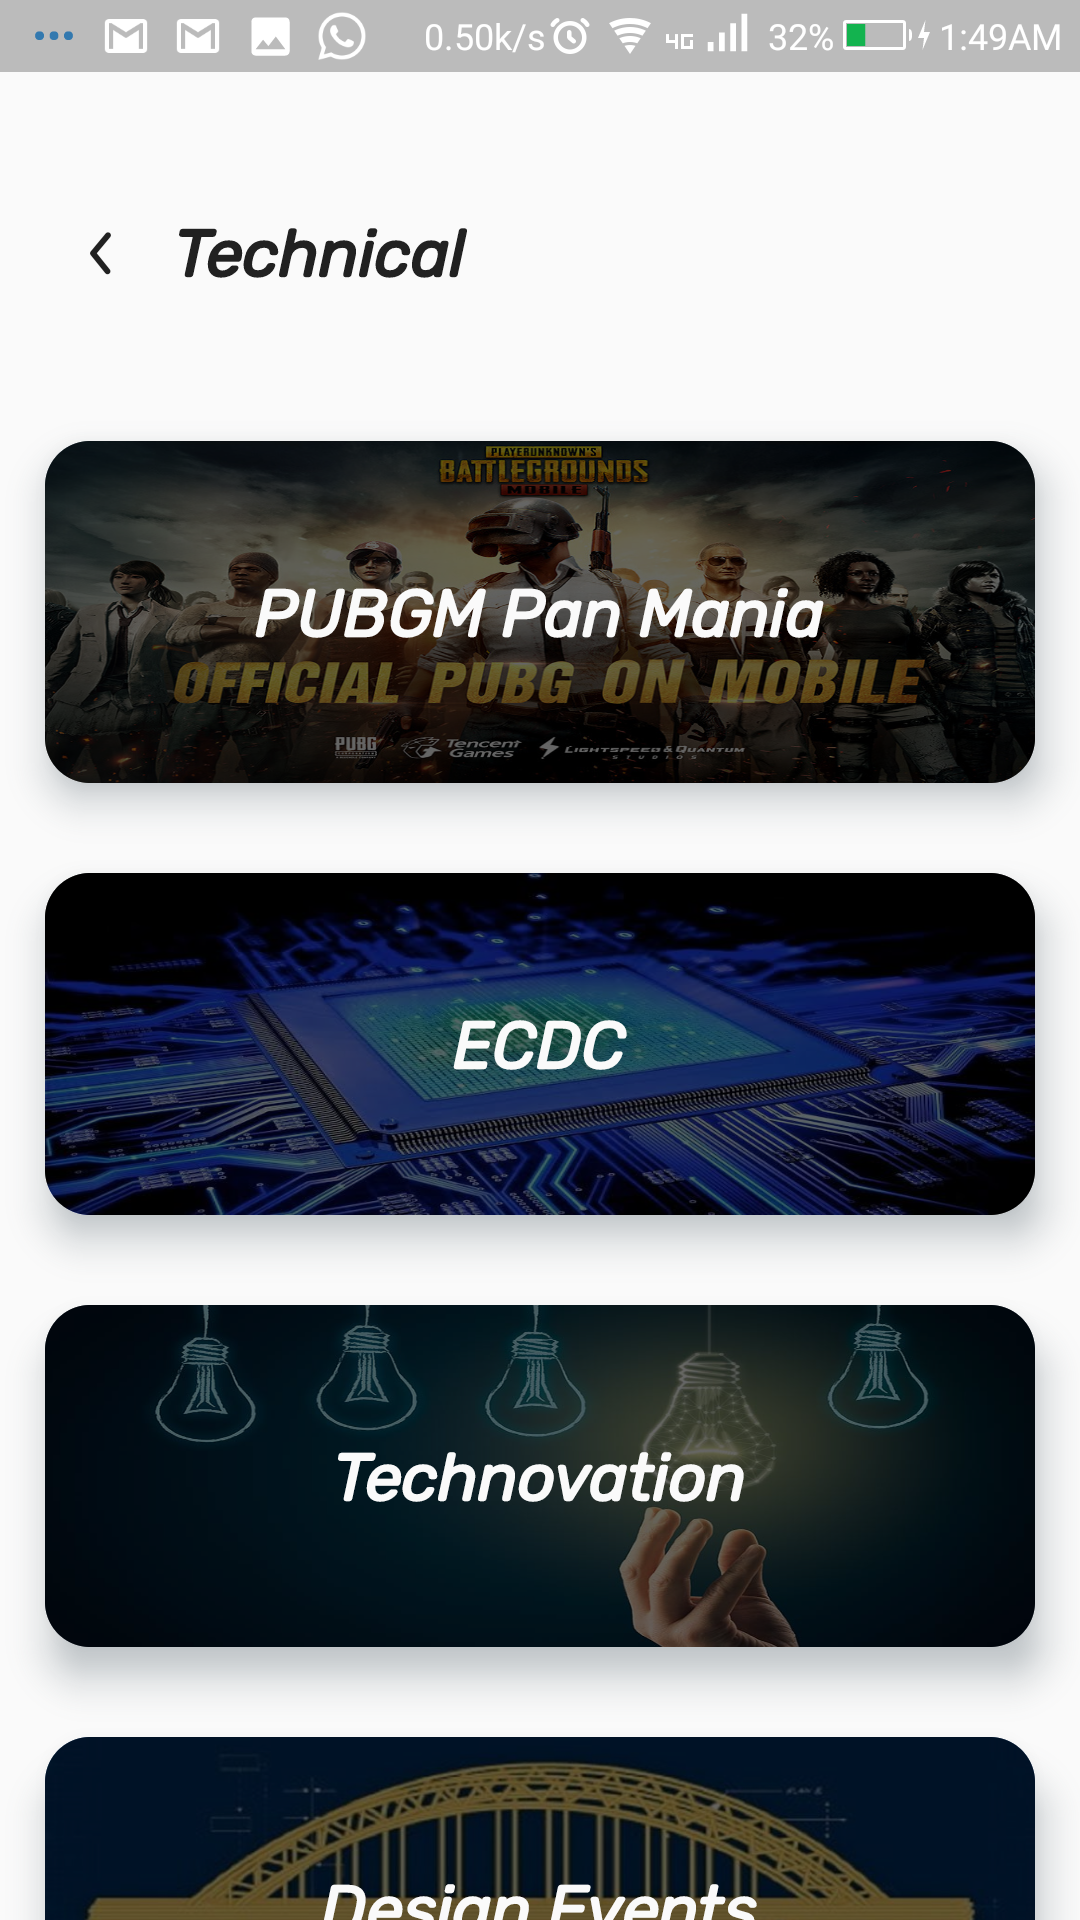 0.50k/s 4G 32% 1:49AM
Technical
PLAYERUNKNOWN'S
BATTLEGROUNDS
MOBILE
PUBGM Pan Mania
OFFICIAL PUBG ON MOBILE
PUBG Tencent Games LIGHTSPEED & QUANTUM
STUDIOS
ECDC
Technovation
Design Events